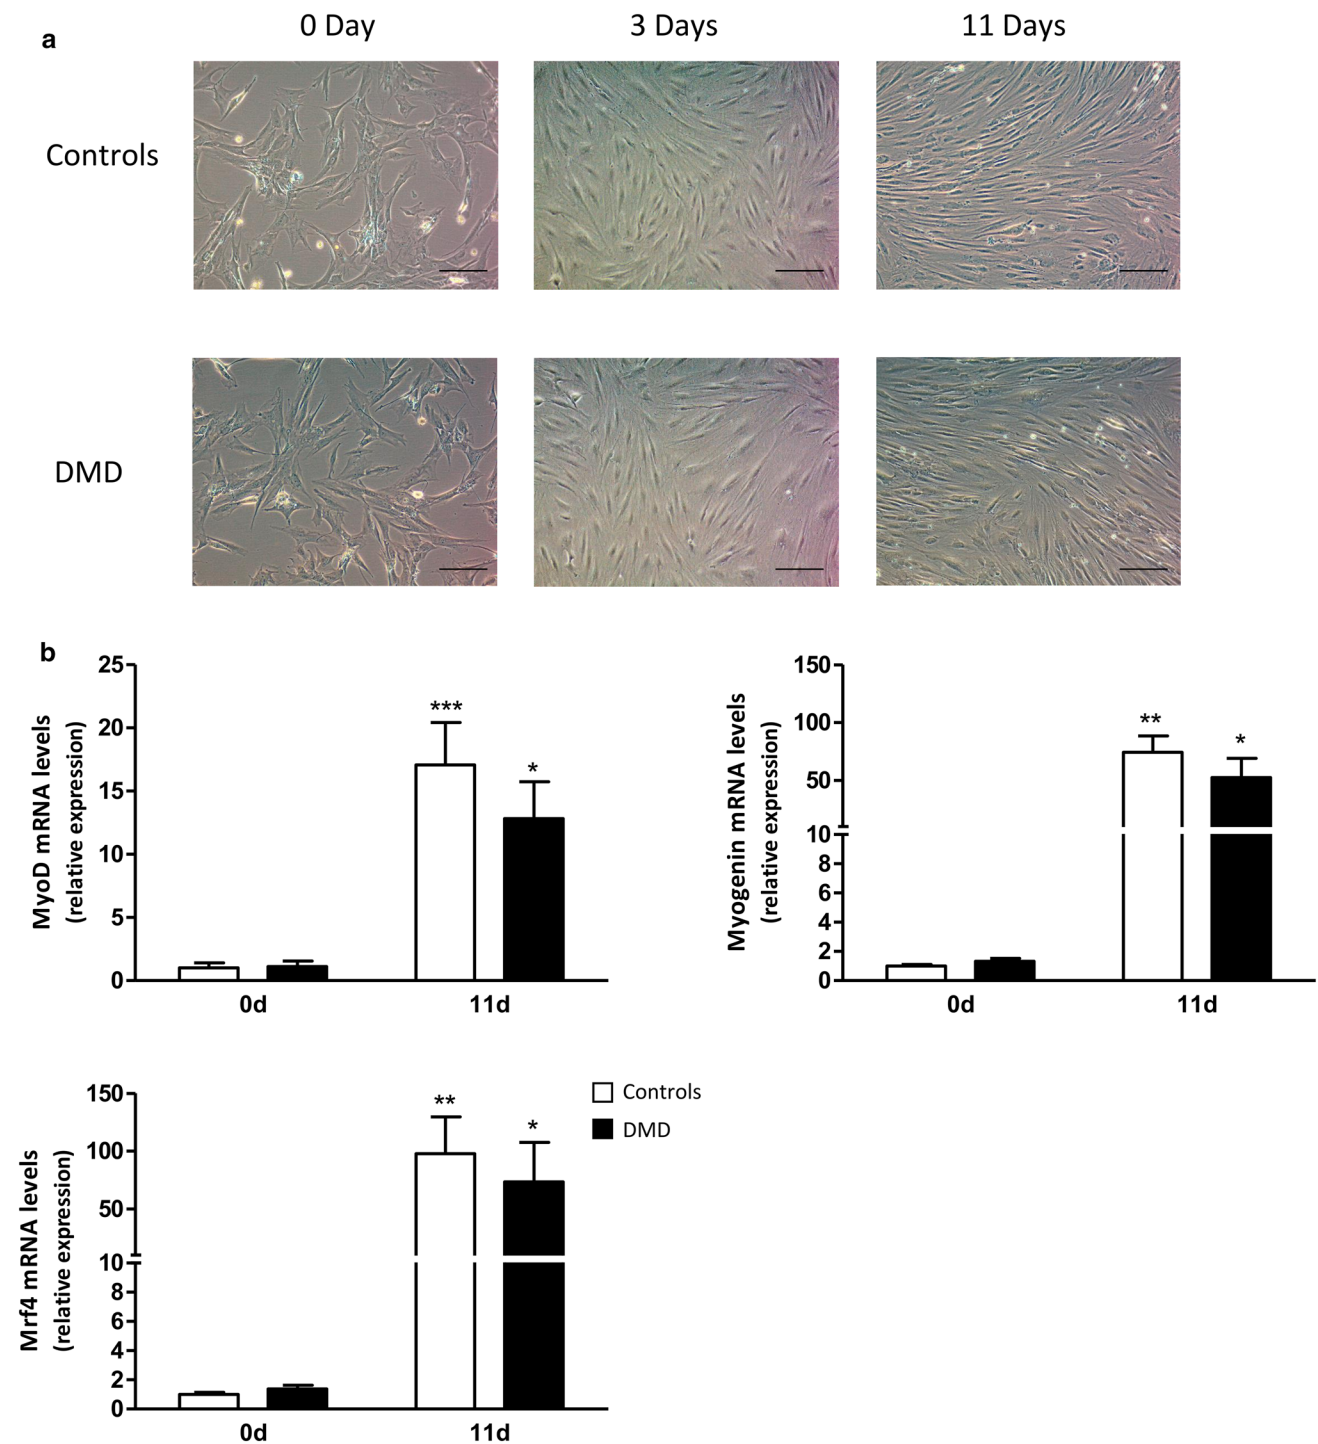 a
0 Day
3 Days
11 Days
Controls
DMD
b
MyoD mRNA levels
(relative expression)
25
20
15
10
5
0
***
*
0d
11d
Myogenin mRNA levels
(relative expression)
150
100
50
10
8
6
4
2
0
**
*
0d
11d
Mrf4 mRNA levels
(relative expression)
150
100
50
10
8
6
4
2
0
**
*
0d
11d
Controls
DMD